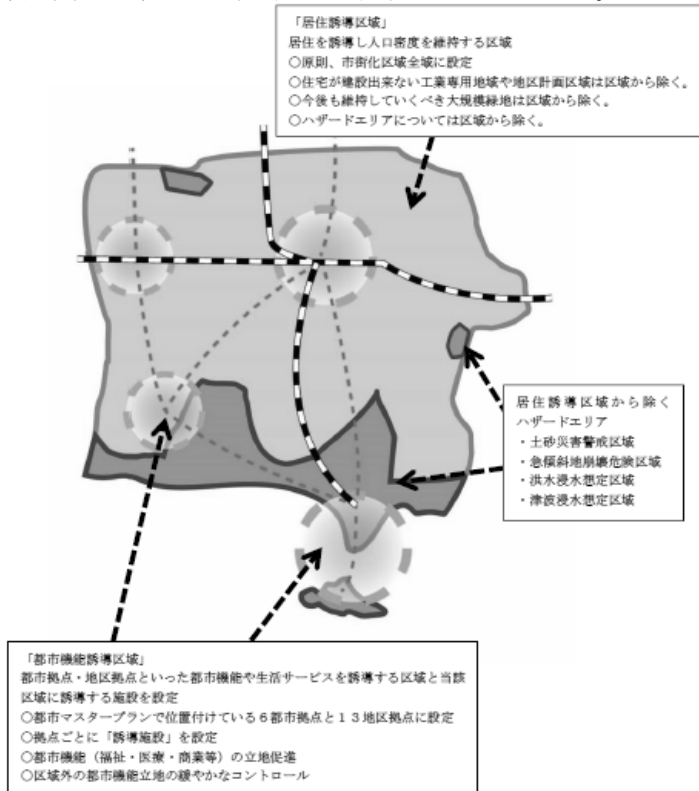 「居住誘導区域」
居住を誘導し人口密度を維持する区域
○原則、市街化区域全域に設定
○住宅が建設出来ない工業専用地域や地区計画区域は区域から除く。
○今後も維持していくべき大規模緑地は区域から除く。
○ハザードエリアについては区域から除く。
居住誘導区域から除く
ハザードエリア
・土砂災害警戒区域
・急傾斜地崩壊危険区域
・洪水浸水想定区域
・津波浸水想定区域
「都市機能誘導区域」
都市拠点・地区拠点といった都市機能や生活サービスを誘導する区域と当該
区域に誘導する施設を設定
○都市マスタープランで位置付けている6都市拠点と13地区拠点に設定
○拠点ごとに「誘導施設」を設定
○都市機能（福祉・医療・商業等）の立地促進
○区域外の都市機能立地の緩やかなコントロール